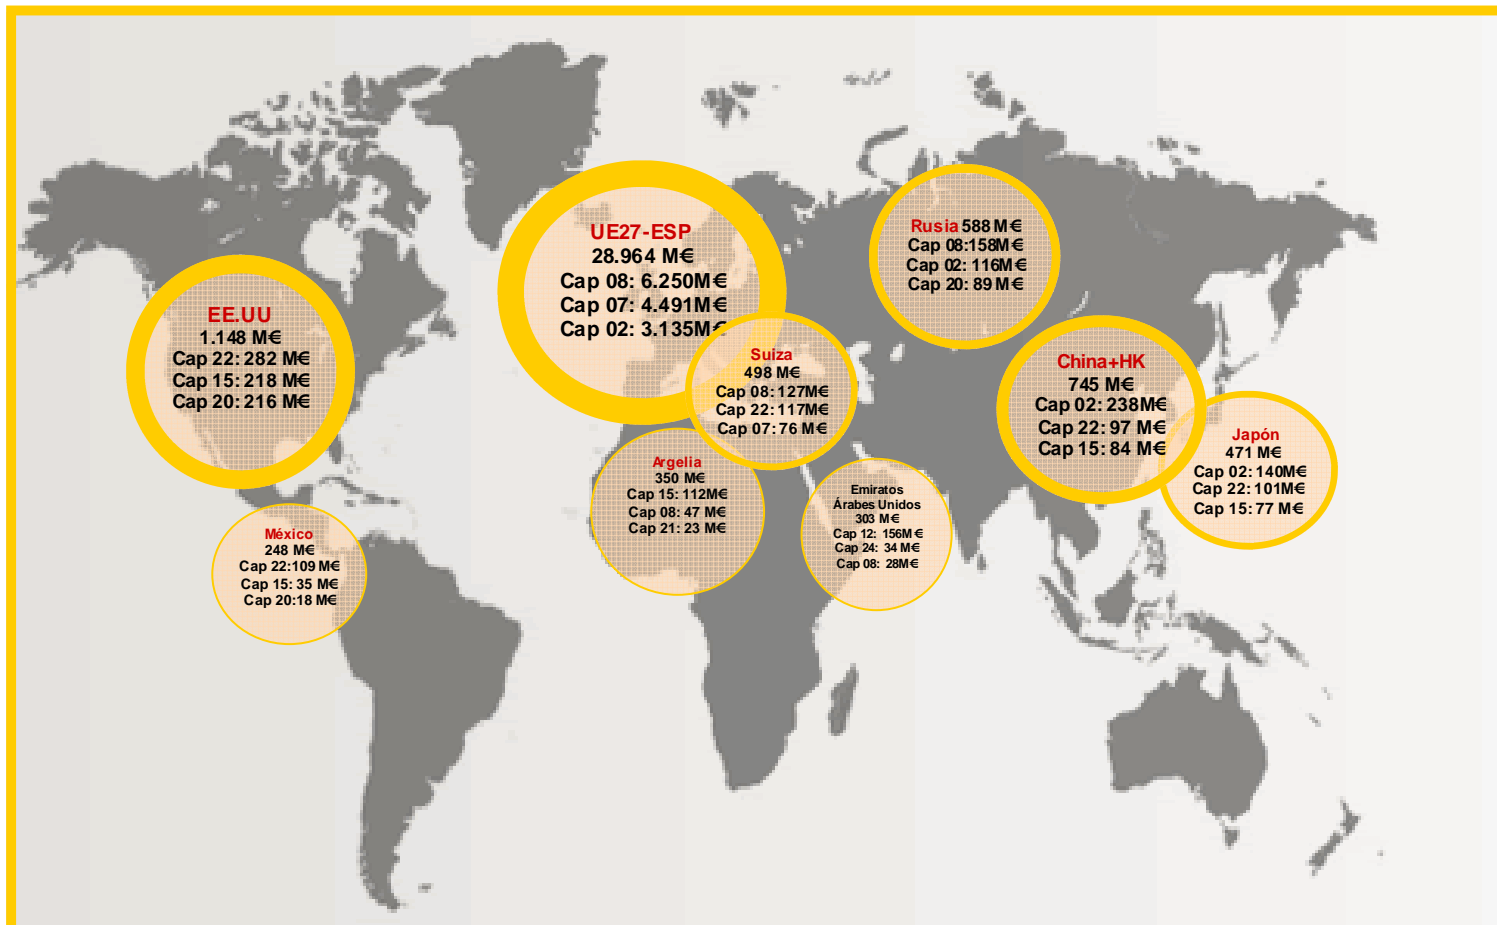 UE27-ESP
28.964 M€
Cap 08: 6.250M€
Cap 07: 4.491M€
Cap 02: 3.135M€
Rusia 588 M€
Cap 08:158M€
Cap 02: 116M€
Cap 20: 89 M€
EE.UU
1.148 M€
Cap 22: 282 M€
Cap 15: 218 M€
Cap 20: 216 M€
Suiza
498 M€
Cap 08: 127M€
Cap 22: 117M€
Cap 07: 76 M€
China+HK
745 M€
Cap 02: 238M€
Cap 22: 97 M€
Cap 15: 84 M€
Japón
471 M€
Cap 02: 140M€
Cap 22: 101M€
Cap 15: 77 M€
Argelia
350 M€
Cap 15: 112M€
Cap 08: 47 M€
Cap 21: 23 M€
Emiratos
Árabes Unidos
303 M€
Cap 12: 156M€
Cap 24: 34 M€
Cap 08: 28M€
México
248 M€
Cap 22:109 M€
Cap 15: 35 M€
Cap 20:18 M€